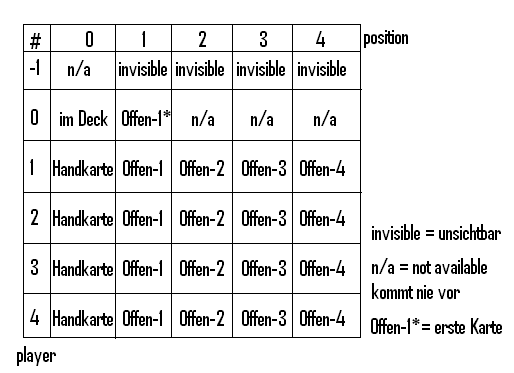 # 0 1 2 3 4 position
-1 n/a invisible invisible invisible invisible
0 im Deck Offen-1* n/a n/a n/a
1 Handkarte Offen-1 Offen-2 Offen-3 Offen-4
2 Handkarte Offen-1 Offen-2 Offen-3 Offen-4
invisible = unsichtbar
3 Handkarte Offen-1 Offen-2 Offen-3 Offen-4
n/a = not available
kommt nie vor
4 Handkarte Offen-1 Offen-2 Offen-3 Offen-4
Offen-1* = erste Karte
player